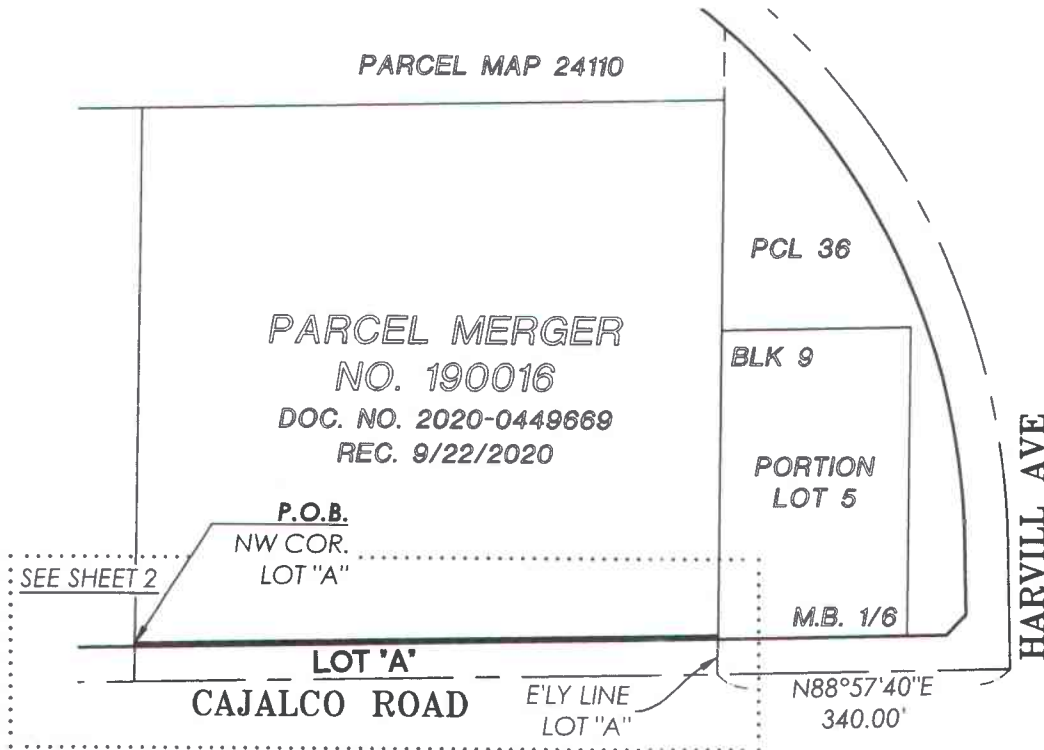 PARCEL MAP 24110
PCL 36
PARCEL MERGER
NO. 190016
DOC. NO. 2020-0449669
REC. 9/22/2020
BLK 9
PORTION
LOT 5
HARVILL AVE
P.O.B.
NW COR.
LOT "A"
SEE SHEET 2
M.B. 1/6
LOT "A"
CAJALCO ROAD
E'LY LINE
LOT "A"
N88°57'40"E
340.00'